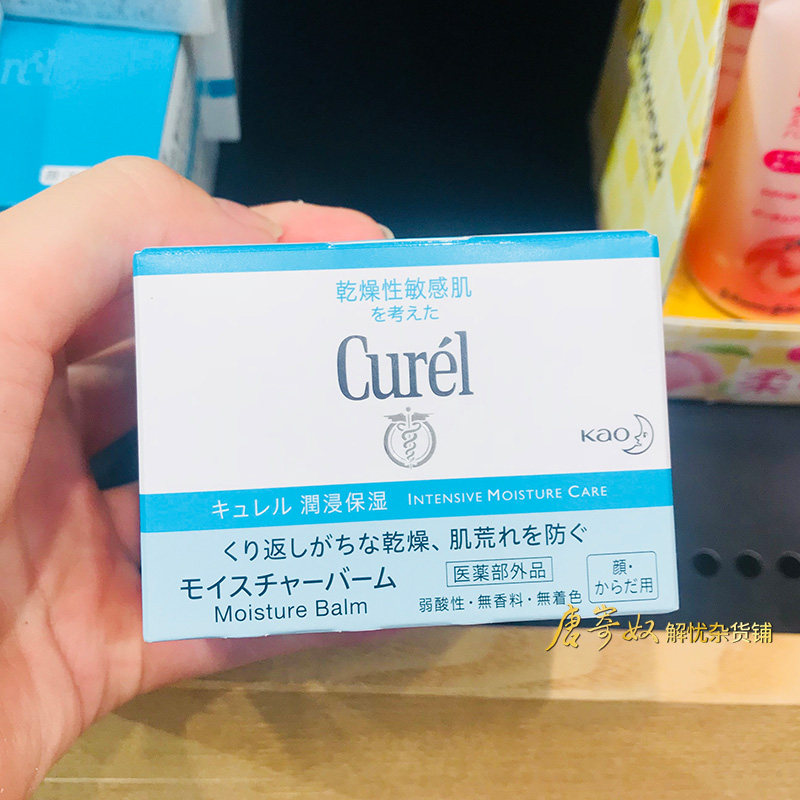 乾燥性敏感肌
を考えた
Curél
Kao
キュレル 潤浸保湿 INTENSIVE MOISTURE CARE
くり返しがちな乾燥、肌荒れを防ぐ
モイスチャーバーム
Moisture Balm
医薬部外品
弱酸性・無香料・無着色
顔・
からだ用
唐寄奴 解忧杂货铺